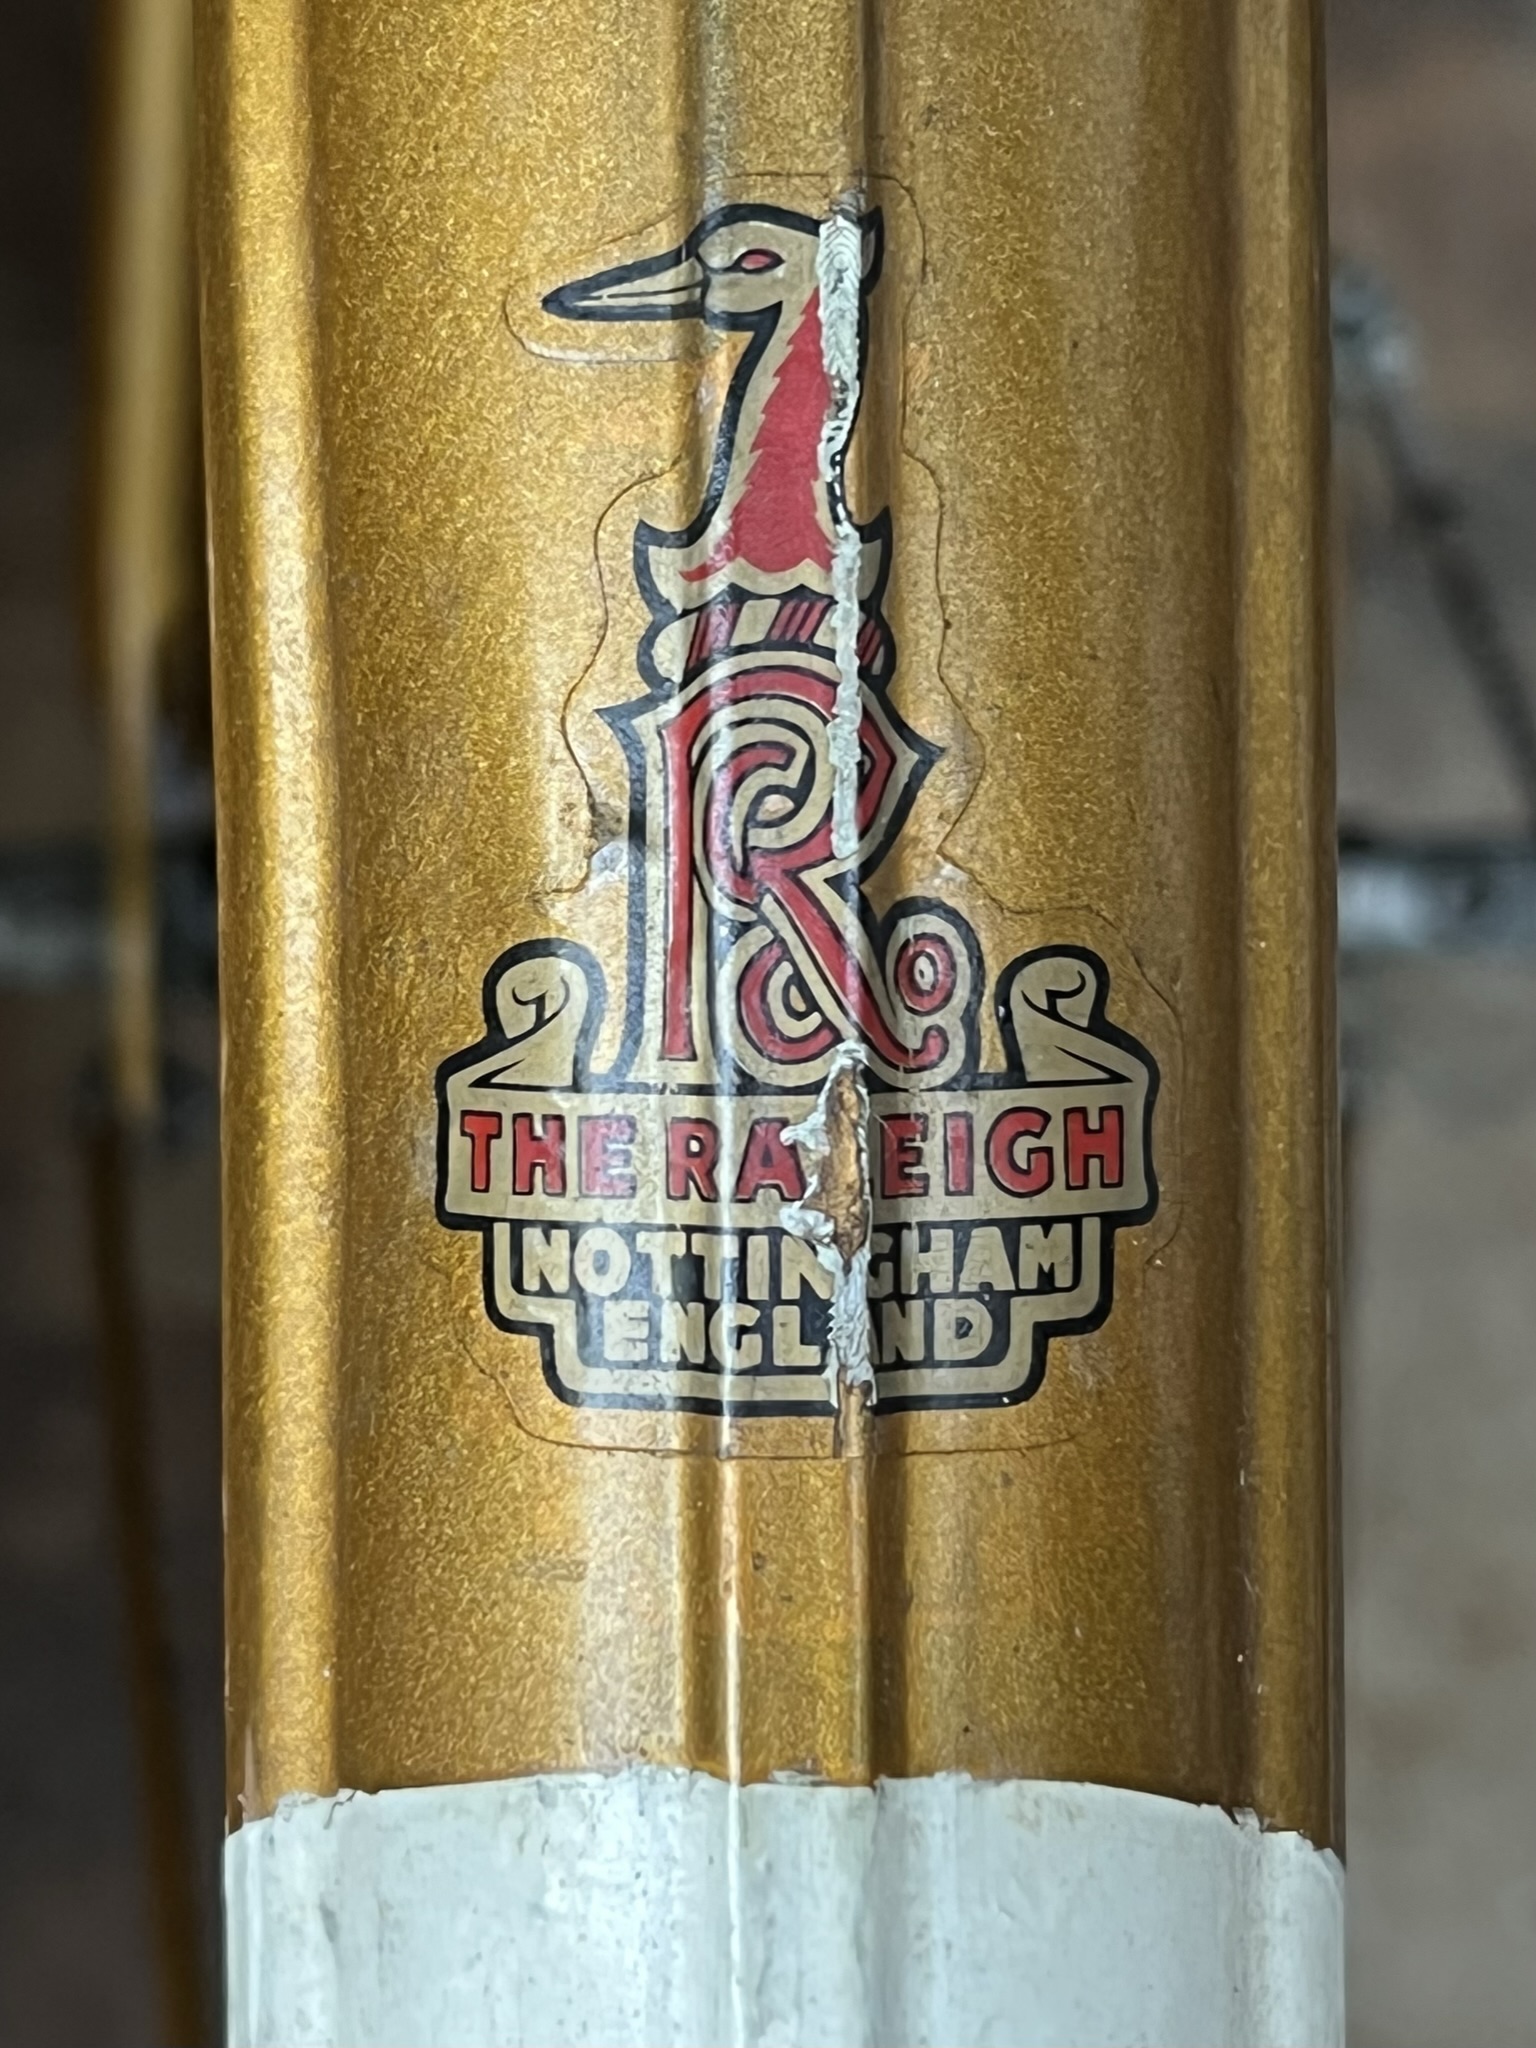 R
THE RALEIGH
NOTTINGHAM
ENGLAND